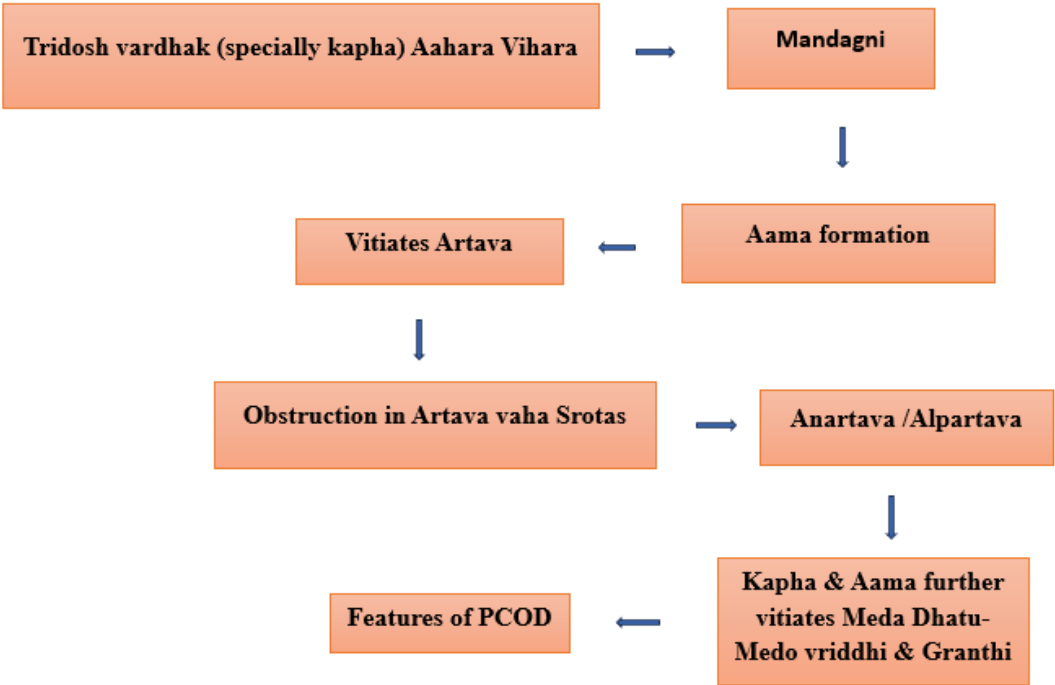 Tridosh vardhak (specially kapha) Aahara Vihara
Mandagni
Aama formation
Vitiates Artava
Obstruction in Artava vaha Srotas
Anartava /Alpartava
Kapha & Aama further
vitiates Meda Dhatu-
Medo vriddhi & Granthi
Features of PCOD